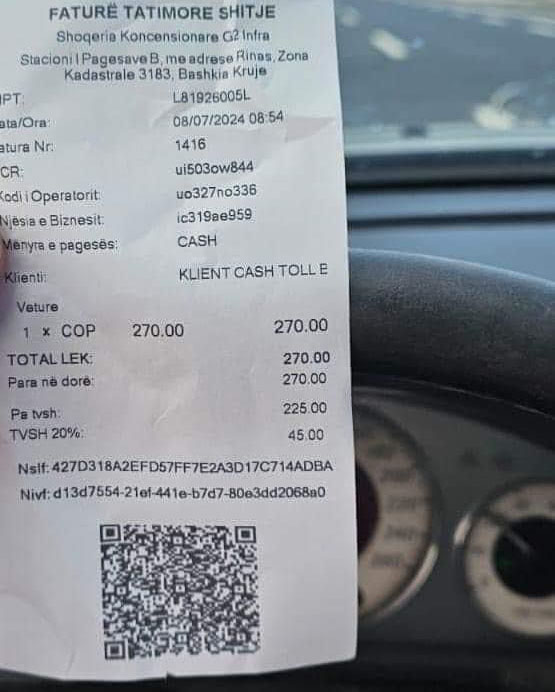 FATURË TATIMORE SHITJE
Shoqeria Koncensionare G2 Infra
Stacioni I Pagesave B, me adrese Rinas, Zona
Kadastrale 3183, Bashkia Kruje
IPT: L81926005L
ata/Ora: 08/07/2024 08:54
atura Nr: 1416
CR: ui503ow844
Kodi i Operatorit: uo327no336
Njësia e Biznesit: ic319ae959
Mënyra e pagesës: CASH
Klienti: KLIENT CASH TOLL E
Veture
1 x COP 270.00 270.00
TOTAL LEK: 270.00
Para në dorë: 270.00
Pa tvsh: 225.00
TVSH 20%: 45.00
Nslf: 427D318A2EFD57FF7E2A3D17C714ADBA
Nivf: d13d7554-21ef-441e-b7d7-80e3dd2068a0